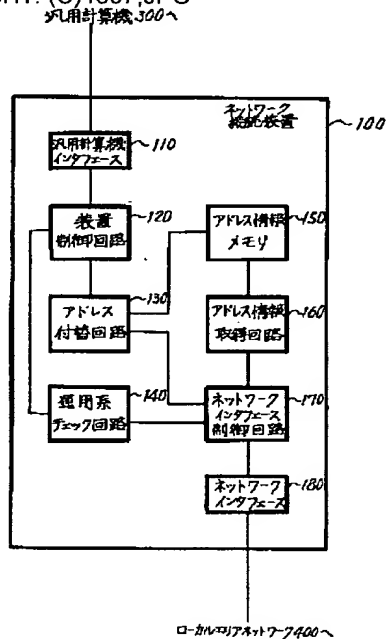 (C)1997,JPO
汎用計算機300へ
ネットワーク
接続装置
100
汎用計算機
インタフェース
110
装置
制御回路
120
アドレス情報
メモリ
150
アドレス
付替回路
130
アドレス情報
取得回路
160
運用系
チェック回路
140
ネットワーク
インタフェース
制御回路
170
ネットワーク
インタフェース
180
ローカルエリアネットワーク400へ